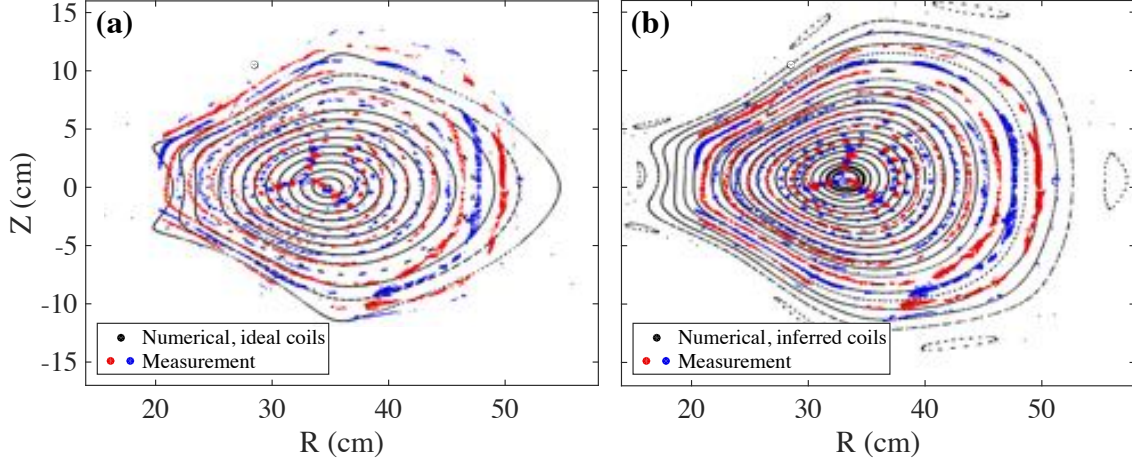 (a)
15
10
5
0
-5
-10
-15
Z (cm)
Numerical, ideal coils
Measurement
20 30 40 50
R (cm)
(b)
Numerical, inferred coils
Measurement
20 30 40 50
R (cm)